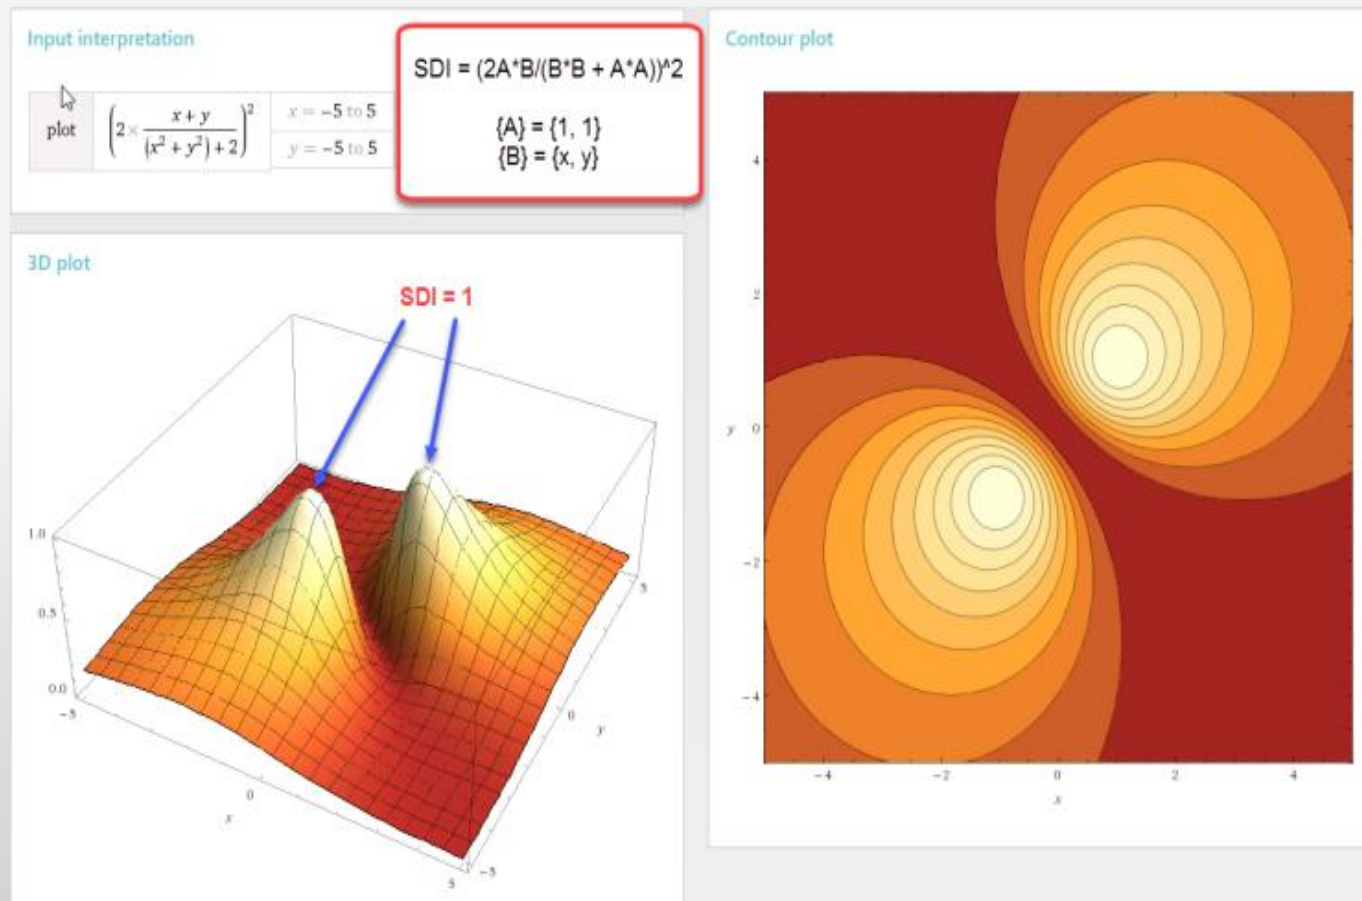 Input interpretation
plot
(2× x + y / (x² + y²) + 2)²
x = −5 to 5
y = −5 to 5
SDI = (2A*B/(B*B + A*A))^2
{A} = {1, 1}
{B} = {x, y}
3D plot
SDI = 1
1.0
0.5
0.0
−5
0
x
5
−5
0
y
5
Contour plot
4
2
y 0
−2
−4
−4 −2 0 2 4
x